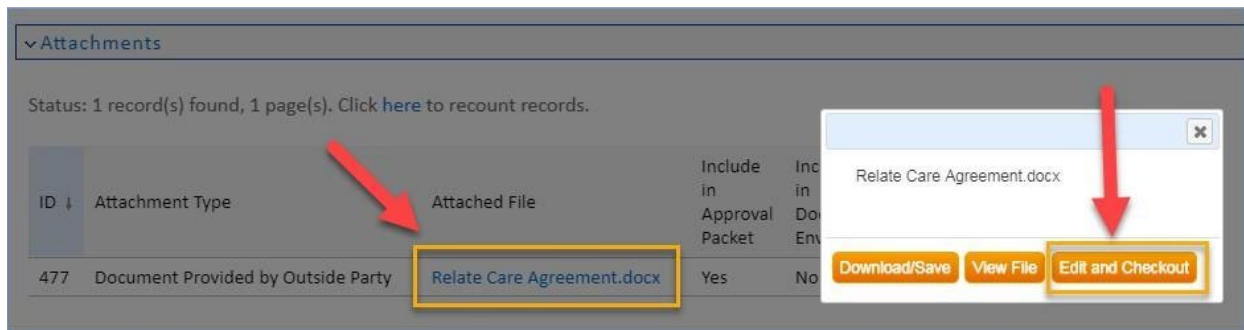 Attachments
Status: 1 record(s) found, 1 page(s). Click here to recount records.
ID ↓ Attachment Type Attached File
Include
in
Approval
Packet
Inc
in
Do
Env
477 Document Provided by Outside Party Relate Care Agreement.docx Yes No
Relate Care Agreement.docx
Download/Save View File Edit and Checkout